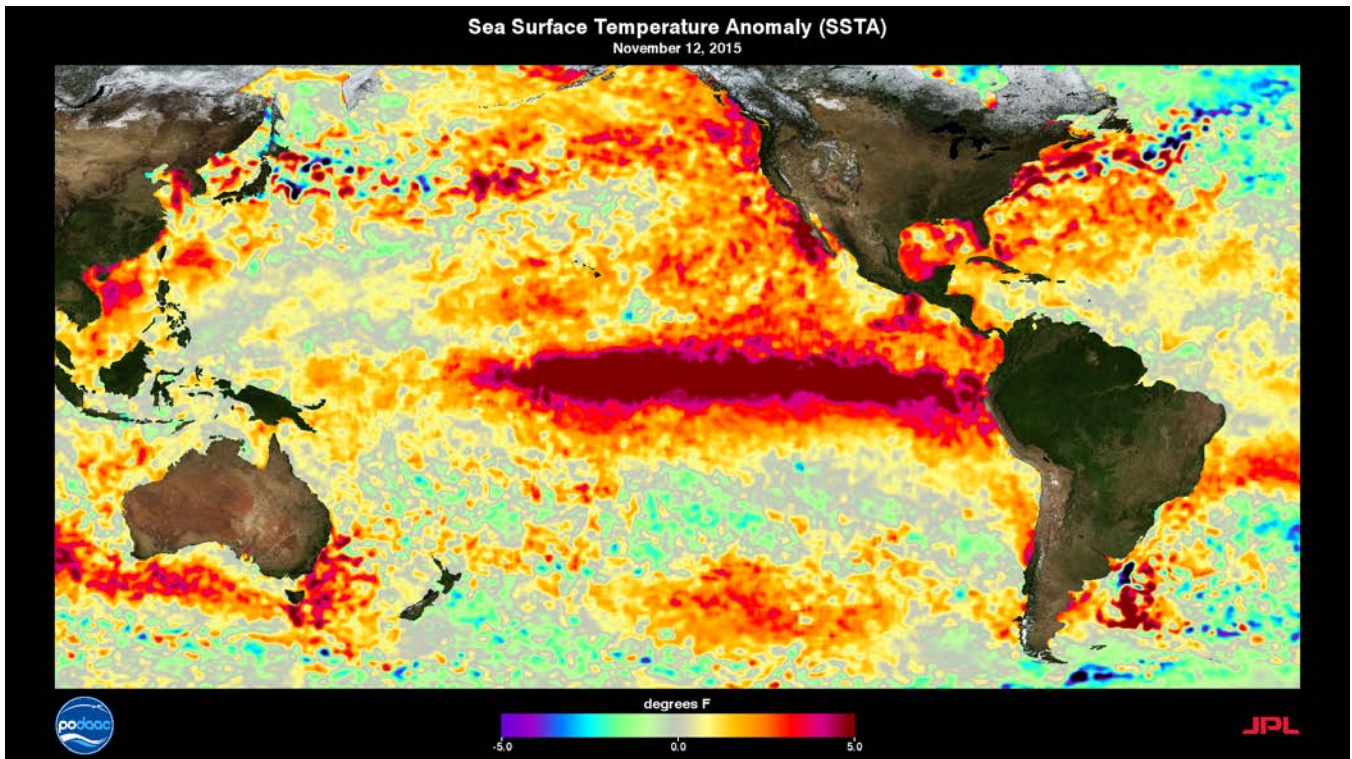 Sea Surface Temperature Anomaly (SSTA)
November 12, 2015
degrees F
-5.0 0.0 5.0
podaac
JPL